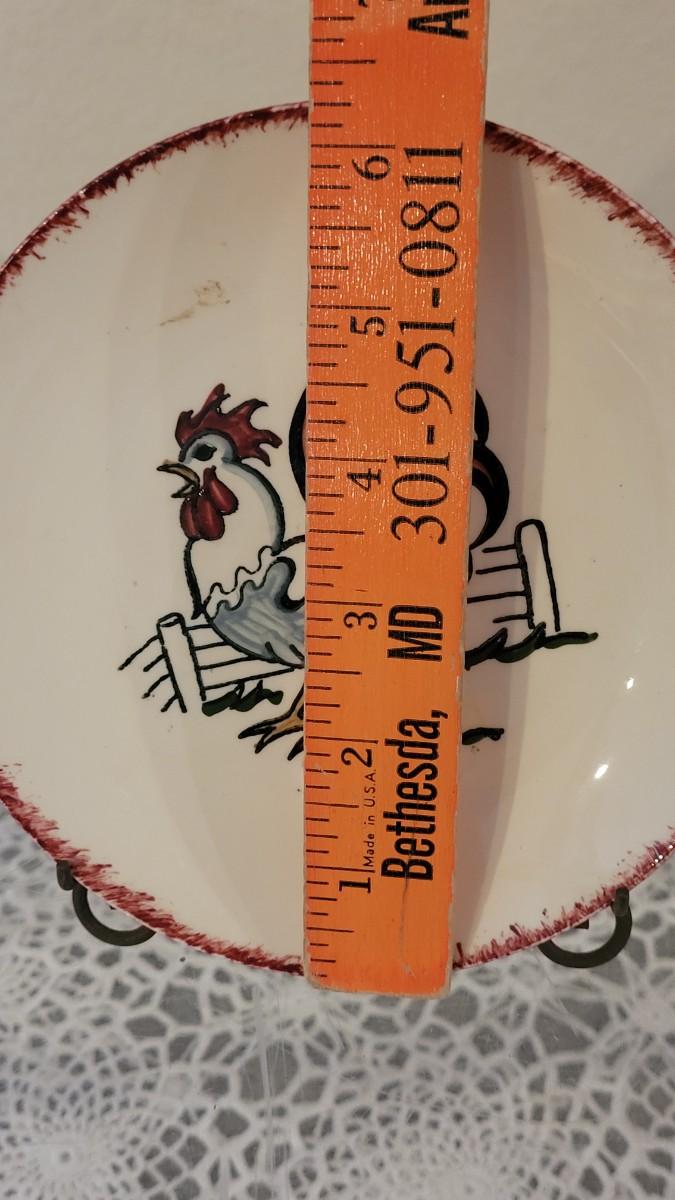 1 2 3 4 5 6
Made in U.S.A.
Bethesda, MD 301-951-0811